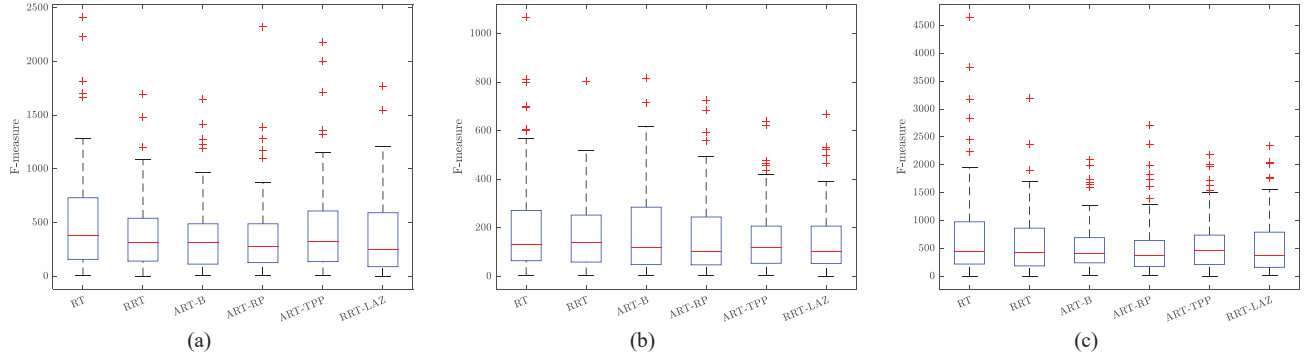 2500
2000
1500
1000
500
0
F-measure
RT
RRT
ART-B
ART-RP
ART-TPP
RRT-LAZ
(a)
1000
800
600
400
200
0
F-measure
RT
RRT
ART-B
ART-RP
ART-TPP
RRT-LAZ
(b)
4500
4000
3500
3000
2500
2000
1500
1000
500
0
F-measure
RT
RRT
ART-B
ART-RP
ART-TPP
RRT-LAZ
(c)